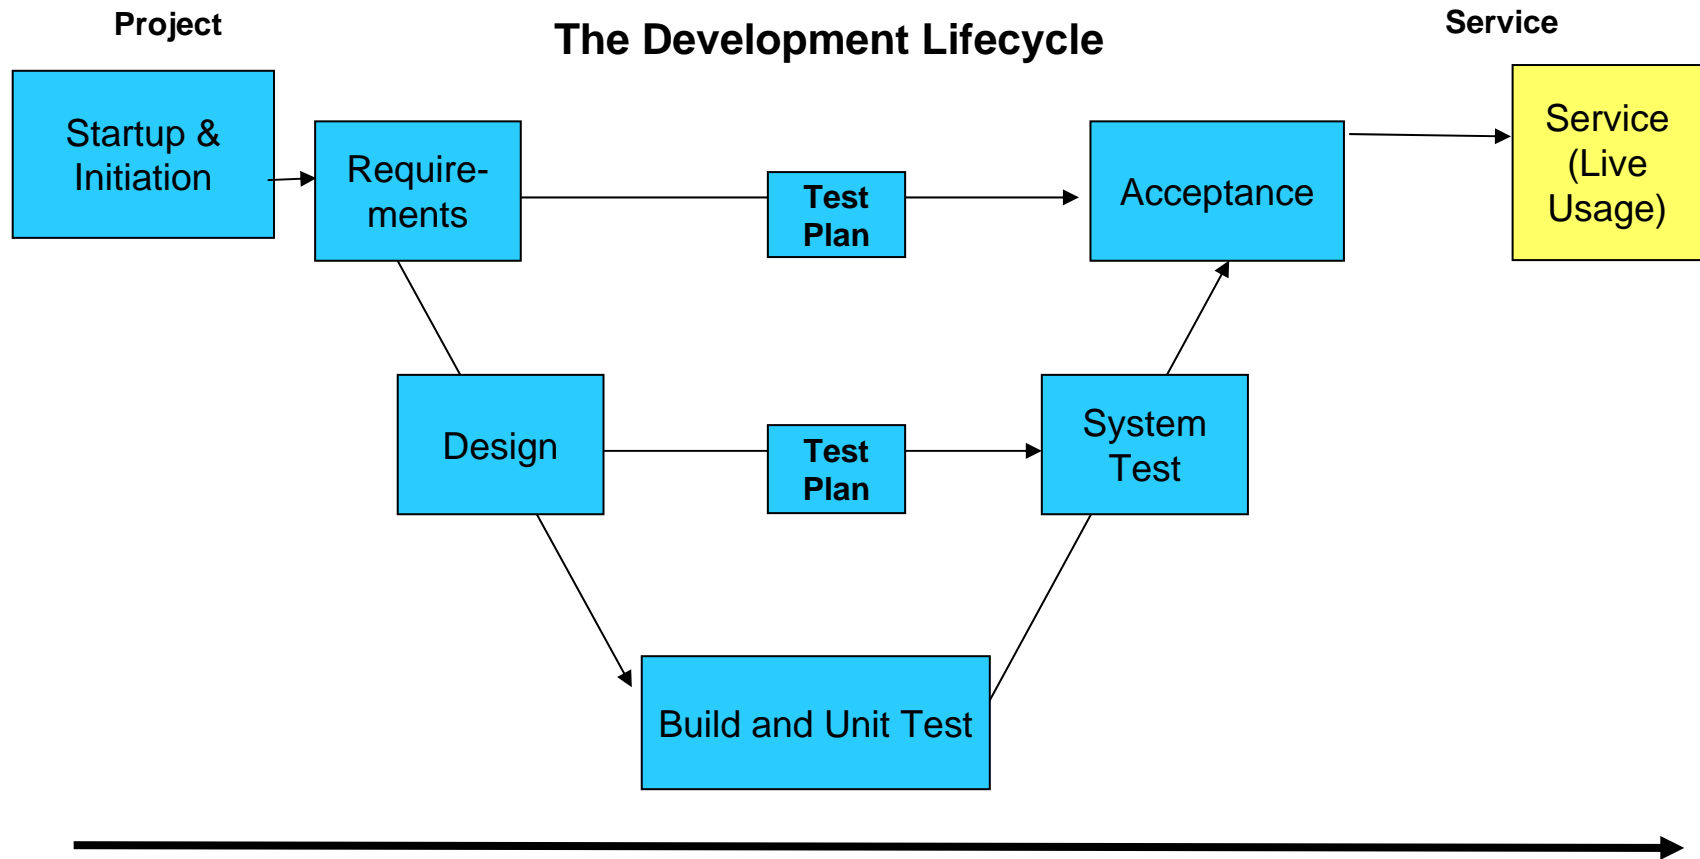 Project
The Development Lifecycle
Service
Startup &
Initiation
Require-
ments
Test
Plan
Acceptance
Service
(Live
Usage)
Design
Test
Plan
System
Test
Build and Unit Test